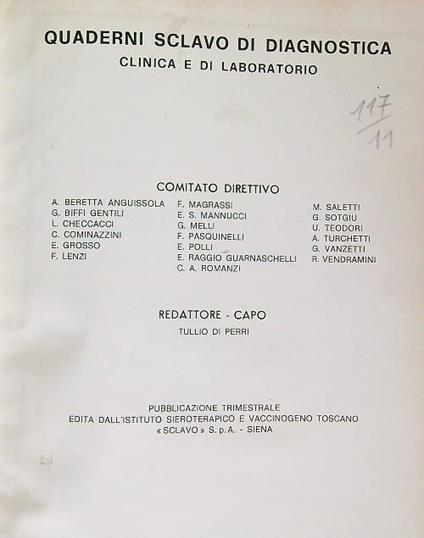 QUADERNI SCLAVO DI DIAGNOSTICA
CLINICA E DI LABORATORIO
117
11
COMITATO DIRETTIVO
A. BERETTA ANGUISSOLA
G. BIFFI GENTILI
L. CHECCACCI
C. COMINAZZINI
E. GROSSO
F. LENZI
F. MAGRASSI
E. S. MANNUCCI
G. MELLI
F. PASQUINELLI
E. POLLI
E. RAGGIO GUARNASCHELLI
C. A. ROMANZI
M. SALETTI
G. SOTGIU
U. TEODORI
A. TURCHETTI
G. VANZETTI
R. VENDRAMINI
REDATTORE - CAPO
TULLIO DI PERRI
PUBBLICAZIONE TRIMESTRALE
EDITA DALL'ISTITUTO SIEROTERAPICO E VACCINOGENO TOSCANO
«SCLAVO» S.p.A. - SIENA